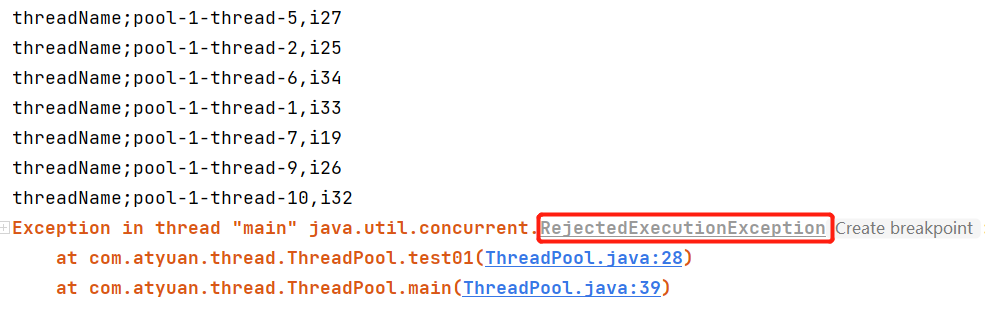 threadName;pool-1-thread-5,i27
threadName;pool-1-thread-2,i25
threadName;pool-1-thread-6,i34
threadName;pool-1-thread-1,i33
threadName;pool-1-thread-7,i19
threadName;pool-1-thread-9,i26
threadName;pool-1-thread-10,i32
Exception in thread "main" java.util.concurrent.RejectedExecutionException Create breakpoint :
at com.atyuan.thread.ThreadPool.test01(ThreadPool.java:28)
at com.atyuan.thread.ThreadPool.main(ThreadPool.java:39)